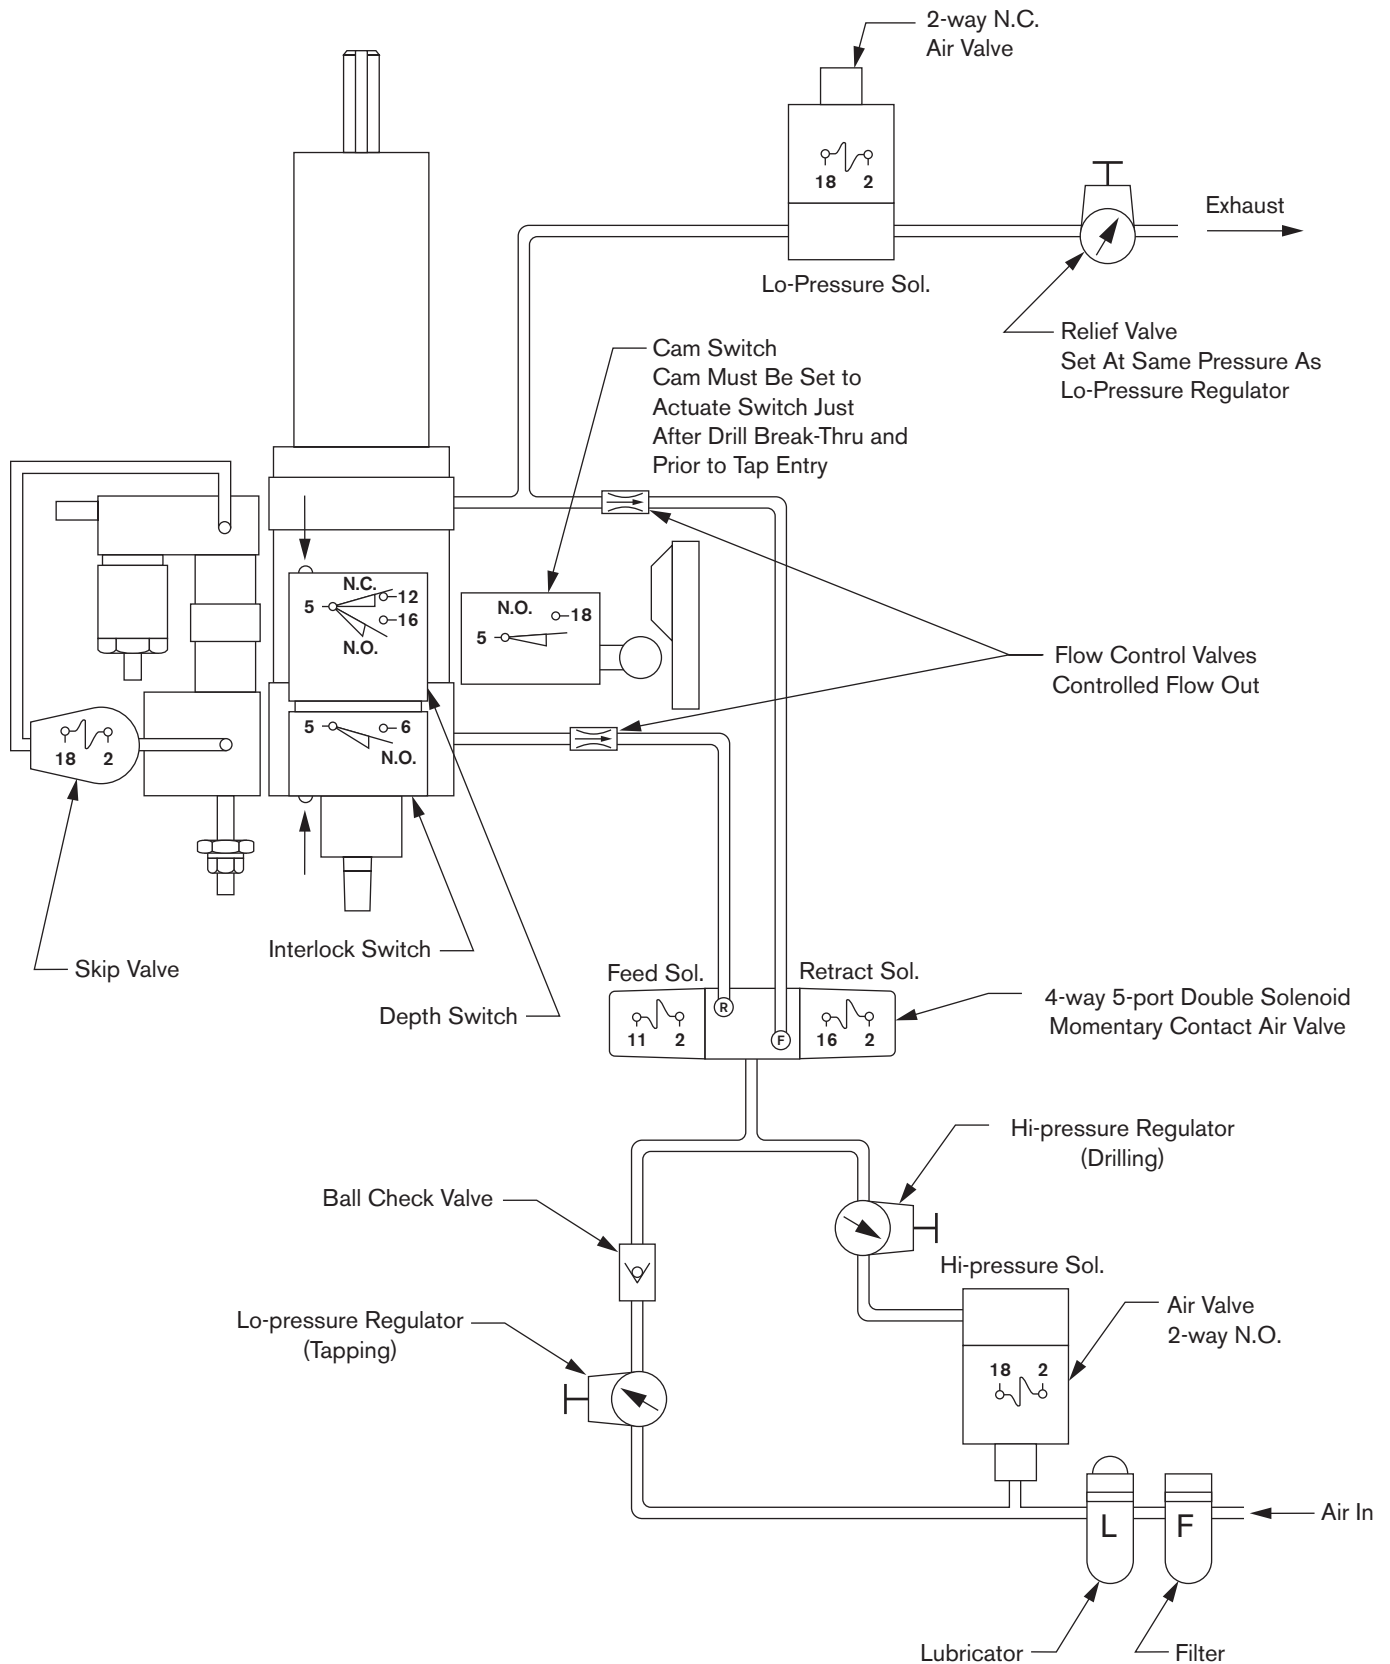 2-way N.C.
Air Valve
18 2
Exhaust
Lo-Pressure Sol.
Relief Valve
Set At Same Pressure As
Lo-Pressure Regulator
Cam Switch
Cam Must Be Set to
Actuate Switch Just
After Drill Break-Thru and
Prior to Tap Entry
N.C.
5 12
16
N.O.
N.O.
18
5
Flow Control Valves
Controlled Flow Out
5 6
N.O.
18 2
Interlock Switch
Skip Valve
Depth Switch
Feed Sol.
Retract Sol.
R
F
11 2
16 2
4-way 5-port Double Solenoid
Momentary Contact Air Valve
Hi-pressure Regulator
(Drilling)
Ball Check Valve
Hi-pressure Sol.
Lo-pressure Regulator
(Tapping)
Air Valve
2-way N.O.
18 2
L
F
Air In
Lubricator
Filter